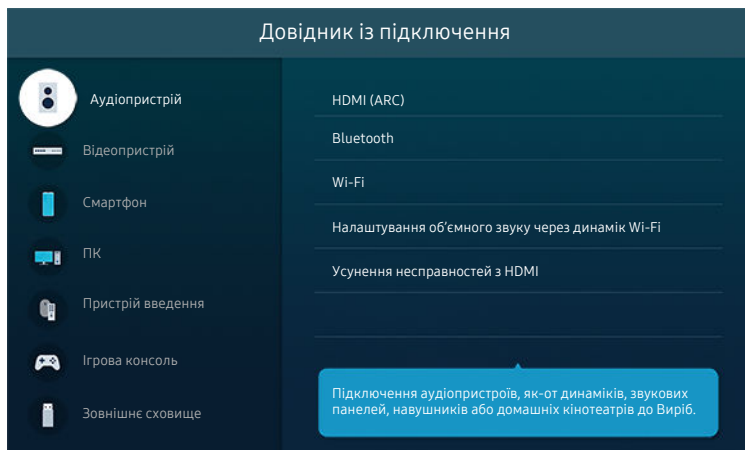 Довідник із підключення
Аудіопристрій
Відеопристрій
Смартфон
ПК
Пристрій введення
Ігрова консоль
Зовнішнє сховище
HDMI (ARC)
Bluetooth
Wi-Fi
Налаштування об’ємного звуку через динамік Wi-Fi
Усунення несправностей з HDMI
Підключення аудіопристроїв, як-от динаміків, звукових
панелей, навушників або домашніх кінотеатрів до Виріб.